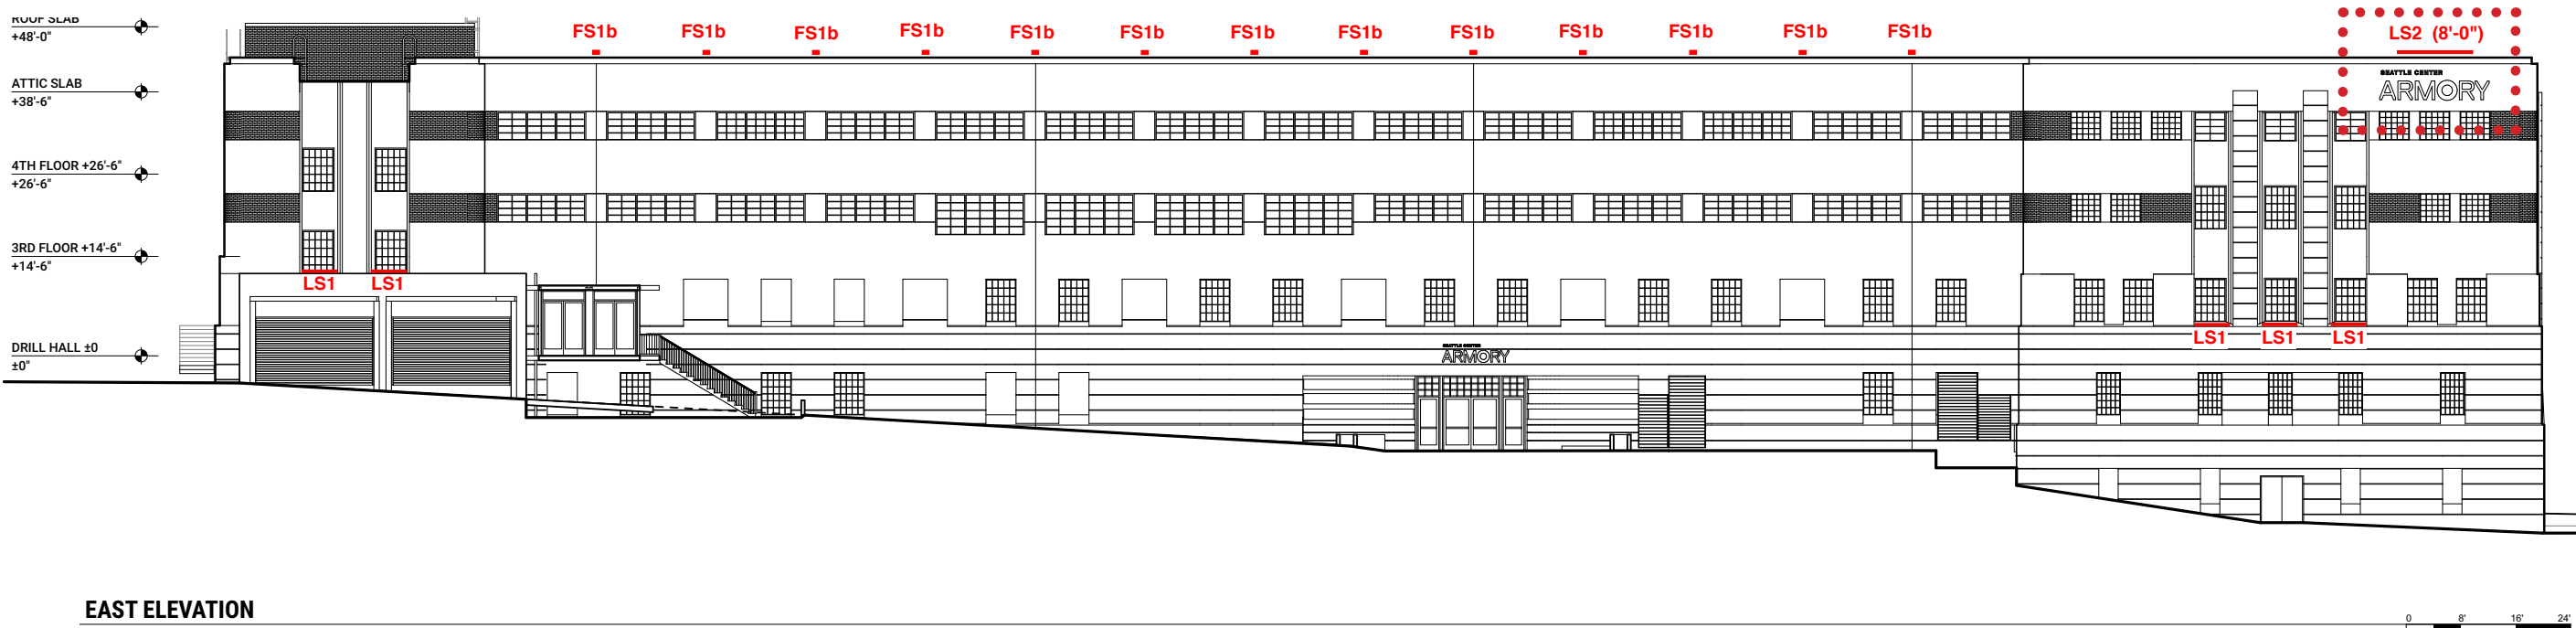 ROOF SLAB
+48'-0"
FS1b FS1b FS1b FS1b FS1b FS1b FS1b FS1b FS1b FS1b FS1b FS1b FS1b
LS2 (8'-0")
ATTIC SLAB
+38'-6"
SEATTLE CENTER
ARMORY
4TH FLOOR +26'-6"
+26'-6"
3RD FLOOR +14'-6"
+14'-6"
LS1 LS1
LS1 LS1 LS1
DRILL HALL ±0
±0"
SEATTLE CENTER
ARMORY
EAST ELEVATION
0 8' 16' 24'